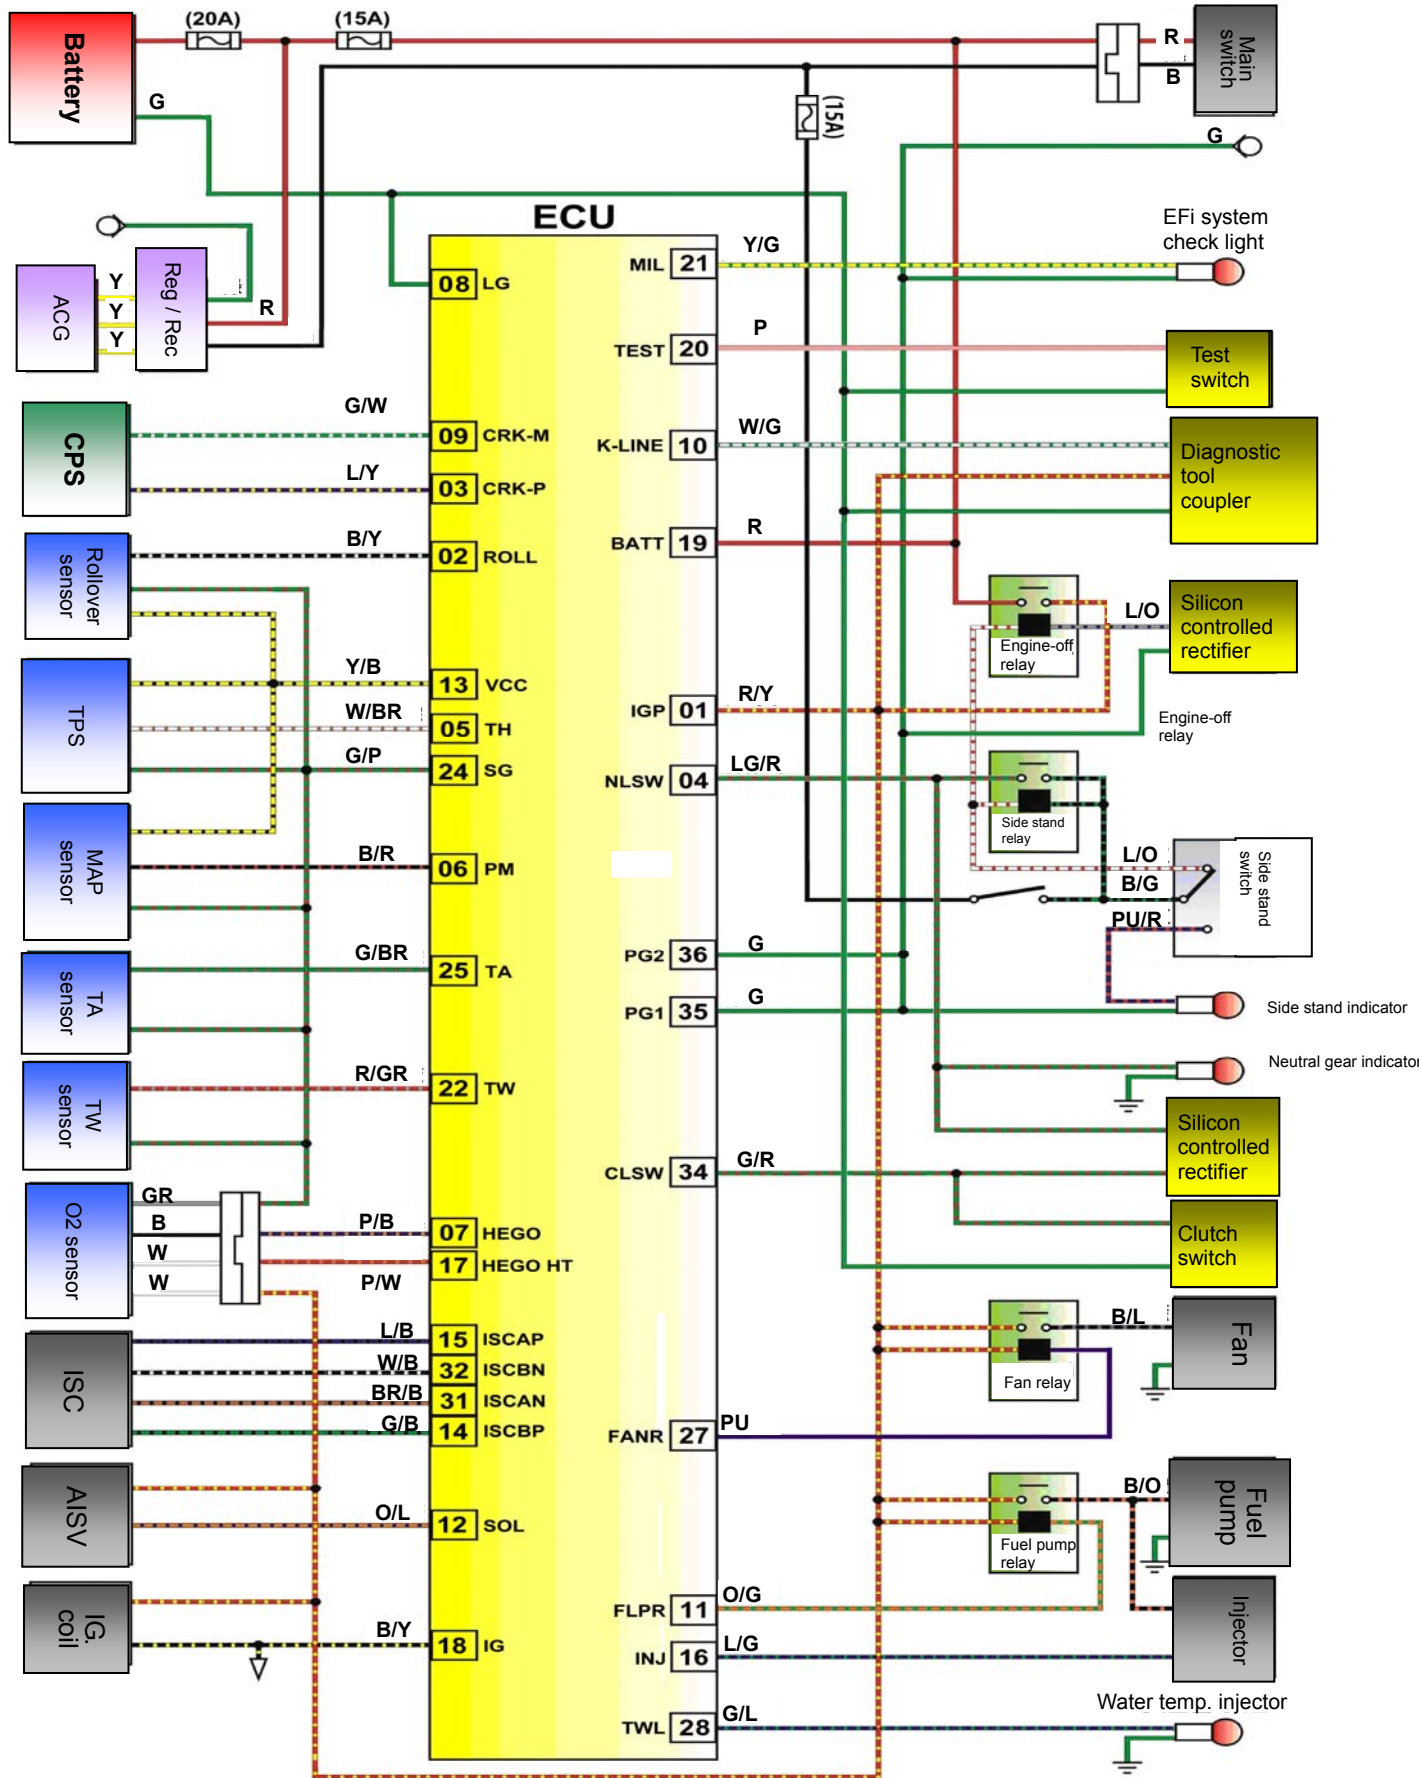 (20A)
(15A)
Battery
R
B
Main
switch
G
(15A)
G
ECU
EFi system
check light
Y
Y
Y
ACG
Reg / Rec
R
08 LG
MIL 21
Y/G
TEST 20
P
Test
switch
CPS
G/W
09 CRK-M
L/Y
03 CRK-P
K-LINE 10
W/G
Diagnostic
tool
coupler
Rollover
sensor
B/Y
02 ROLL
BATT 19
R
Engine-off
relay
L/O
Silicon
controlled
rectifier
TPS
Y/B
13 VCC
W/BR
05 TH
G/P
24 SG
IGP 01
R/Y
Engine-off
relay
NLSW 04
LG/R
Side stand
relay
MAP
sensor
B/R
06 PM
L/O
B/G
PU/R
Side stand
switch
TA
sensor
G/BR
25 TA
PG2 36
G
PG1 35
G
Side stand indicator
Neutral gear indicator
TW
sensor
R/GR
22 TW
Silicon
controlled
rectifier
CLSW 34
G/R
Clutch
switch
O2 sensor
GR
B
W
W
P/B
07 HEGO
17 HEGO HT
P/W
ISC
L/B
15 ISCAP
W/B
32 ISCBN
BR/B
31 ISCAN
G/B
14 ISCBP
Fan relay
B/L
Fan
FANR 27
PU
AISV
O/L
12 SOL
Fuel pump
relay
B/O
Fuel
pump
IG.
coil
B/Y
18 IG
FLPR 11
O/G
INJ 16
L/G
Injector
Water temp. injector
TWL 28
G/L